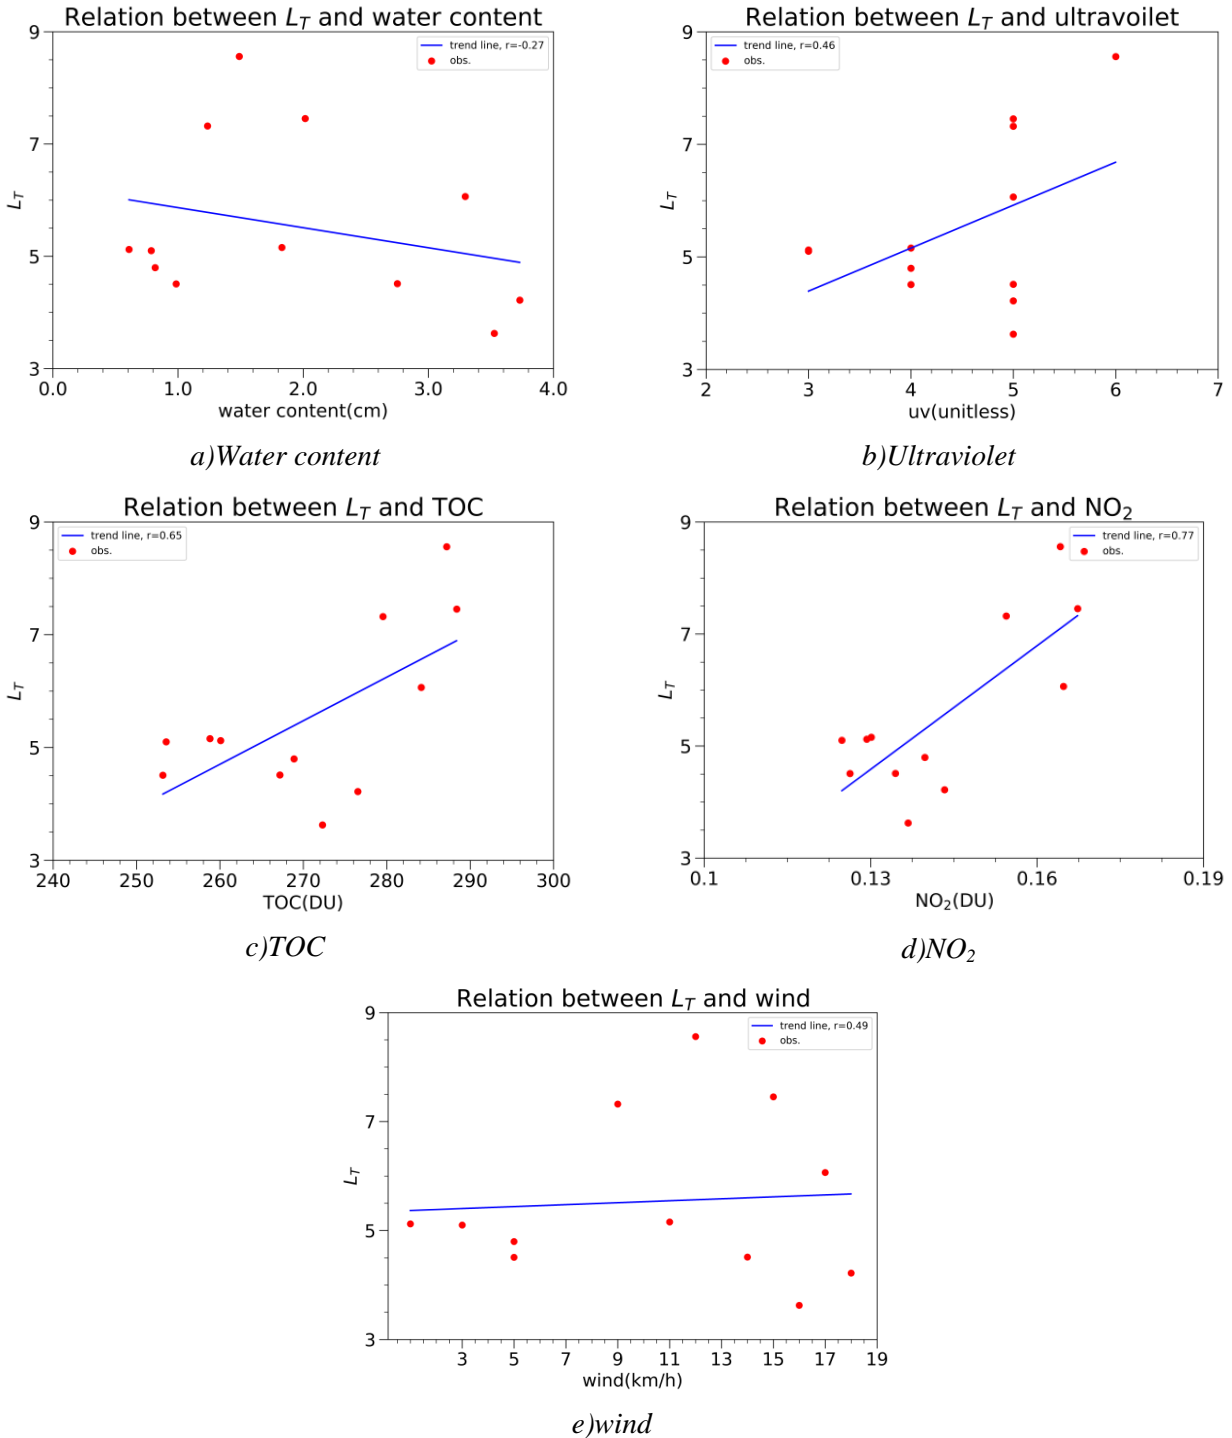 Relation between L_T and water content
9
7
5
3
L_T
trend line, r=-0.27
obs.
0.0 1.0 2.0 3.0 4.0
water content(cm)
a)Water content
Relation between L_T and ultravoilet
9
7
5
3
L_T
trend line, r=0.46
obs.
2 3 4 5 6 7
uv(unitless)
b)Ultraviolet
Relation between L_T and TOC
9
7
5
3
L_T
trend line, r=0.65
obs.
240 250 260 270 280 290 300
TOC(DU)
c)TOC
Relation between L_T and NO₂
9
7
5
3
L_T
trend line, r=0.77
obs.
0.1 0.13 0.16 0.19
NO₂(DU)
d)NO₂
Relation between L_T and wind
9
7
5
3
L_T
trend line, r=0.49
obs.
3 5 7 9 11 13 15 17 19
wind(km/h)
e)wind